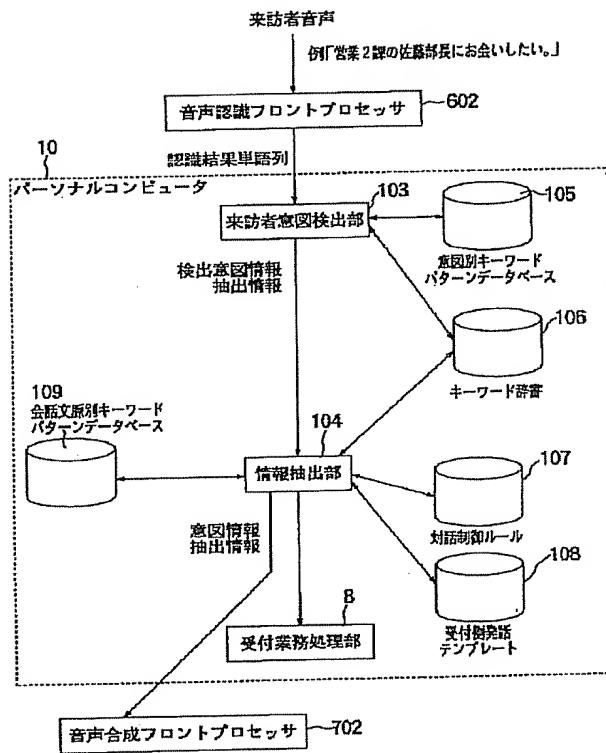 来訪者音声
例「営業2課の佐藤部長にお会いしたい。」
音声認識フロントプロセッサ
602
認識結果単語列
10
パーソナルコンピュータ
103
来訪者意図検出部
105
意図別キーワード
パターンデータベース
検出意図情報
抽出情報
106
キーワード辞書
109
会話文脈別キーワード
パターンデータベース
104
情報抽出部
107
対話制御ルール
意図情報
抽出情報
108
受付側発話
テンプレート
8
受付業務処理部
音声合成フロントプロセッサ
702